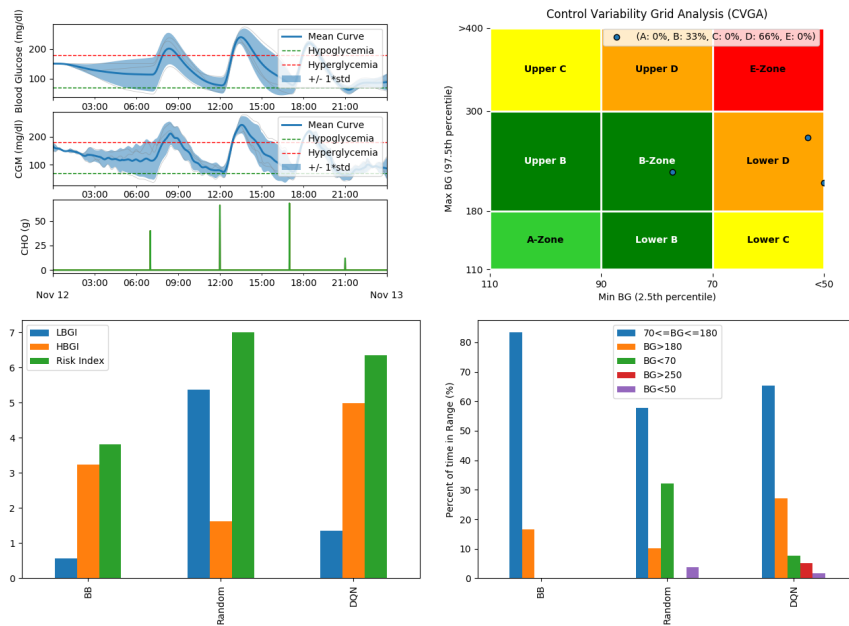 Blood Glucose (mg/dl)
200
100
Mean Curve
Hypoglycemia
Hyperglycemia
+/- 1*std
03:00 06:00 09:00 12:00 15:00 18:00 21:00
CGM (mg/dl)
200
100
Mean Curve
Hypoglycemia
Hyperglycemia
+/- 1*std
03:00 06:00 09:00 12:00 15:00 18:00 21:00
CHO (g)
50
25
0
03:00 06:00 09:00 12:00 15:00 18:00 21:00
Nov 12 Nov 13
Control Variability Grid Analysis (CVGA)
(A: 0%, B: 33%, C: 0%, D: 66%, E: 0%)
Max BG (97.5th percentile)
>400
300
180
110
Upper C Upper D E-Zone
Upper B B-Zone Lower D
A-Zone Lower B Lower C
110 90 70 <50
Min BG (2.5th percentile)
7
6
5
4
3
2
1
0
LBGI
HBGI
Risk Index
BB Random DQN
Percent of time in Range (%)
80
70
60
50
40
30
20
10
0
70<=BG<=180
BG>180
BG<70
BG>250
BG<50
BB Random DQN